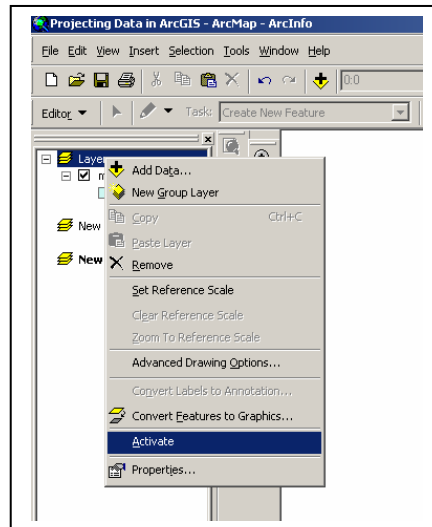 Projecting Data in ArcGIS - ArcMap - ArcInfo
File Edit View Insert Selection Tools Window Help
0:0
Editor Task: Create New Feature
Layer
Add Data...
New Group Layer
New
Copy Ctrl+C
Paste Layer
New
Remove
Set Reference Scale
Clear Reference Scale
Zoom To Reference Scale
Advanced Drawing Options...
Convert Labels to Annotation...
Convert Features to Graphics...
Activate
Properties...